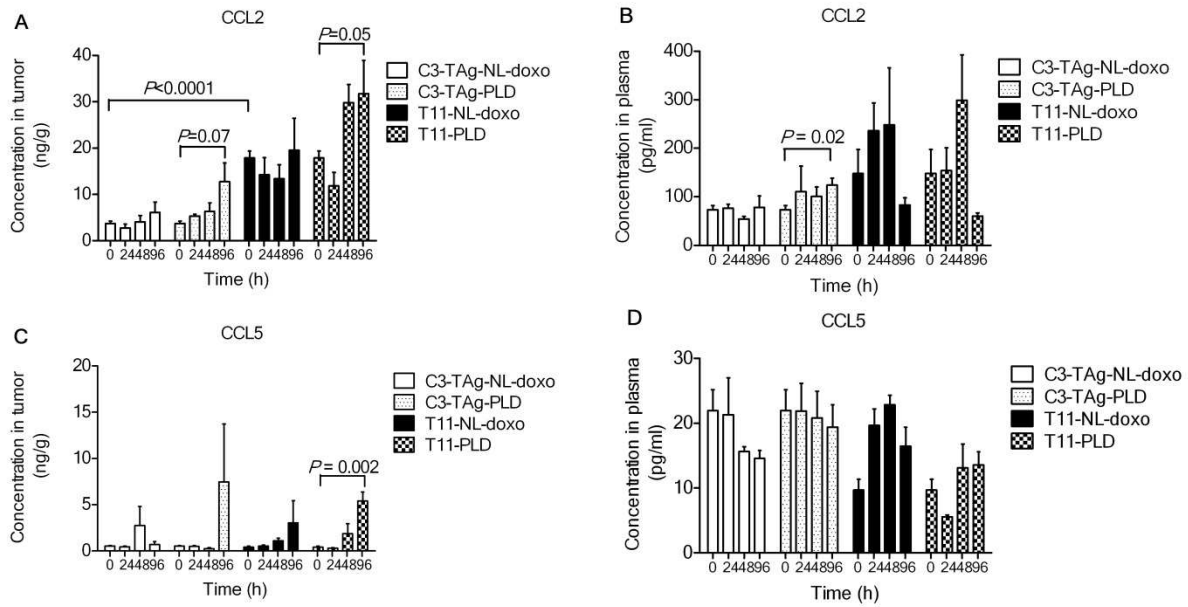 A
CCL2
Concentration in tumor
(ng/g)
40
30
20
10
0
P<0.0001
P=0.07
P=0.05
0 244896 0 244896 0 244896 0 244896
Time (h)
C3-TAg-NL-doxo
C3-TAg-PLD
T11-NL-doxo
T11-PLD
B
CCL2
Concentration in plasma
(pg/ml)
400
300
200
100
0
P = 0.02
0 244896 0 244896 0 244896 0 244896
Time (h)
C3-TAg-NL-doxo
C3-TAg-PLD
T11-NL-doxo
T11-PLD
C
CCL5
Concentration in tumor
(ng/g)
20
15
10
5
0
P = 0.002
0 244896 0 244896 0 244896 0 244896
Time (h)
C3-TAg-NL-doxo
C3-TAg-PLD
T11-NL-doxo
T11-PLD
D
CCL5
Concentration in plasma
(pg/ml)
30
20
10
0
0 244896 0 244896 0 244896 0 244896
Time (h)
C3-TAg-NL-doxo
C3-TAg-PLD
T11-NL-doxo
T11-PLD